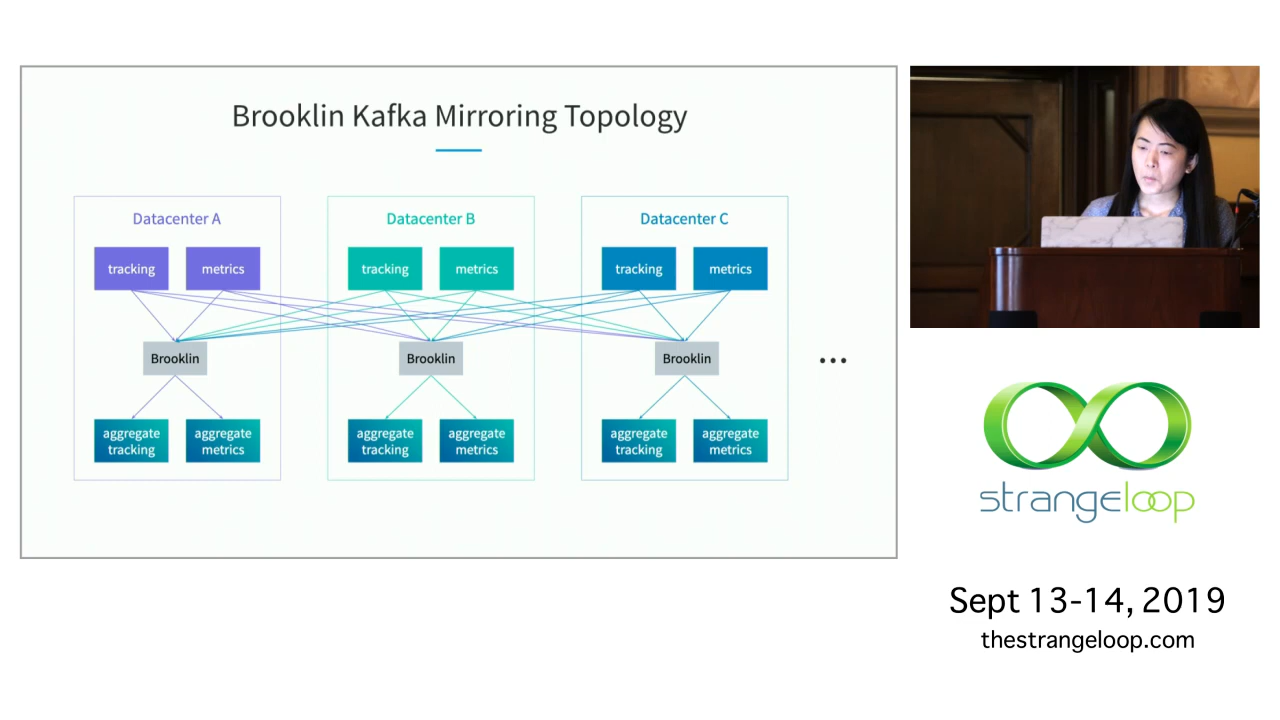 Brooklin Kafka Mirroring Topology
Datacenter A
tracking
metrics
Brooklin
aggregate
tracking
aggregate
metrics
Datacenter B
tracking
metrics
Brooklin
aggregate
tracking
aggregate
metrics
Datacenter C
tracking
metrics
Brooklin
aggregate
tracking
aggregate
metrics
...
strangeloop
Sept 13-14, 2019
thestrangeloop.com